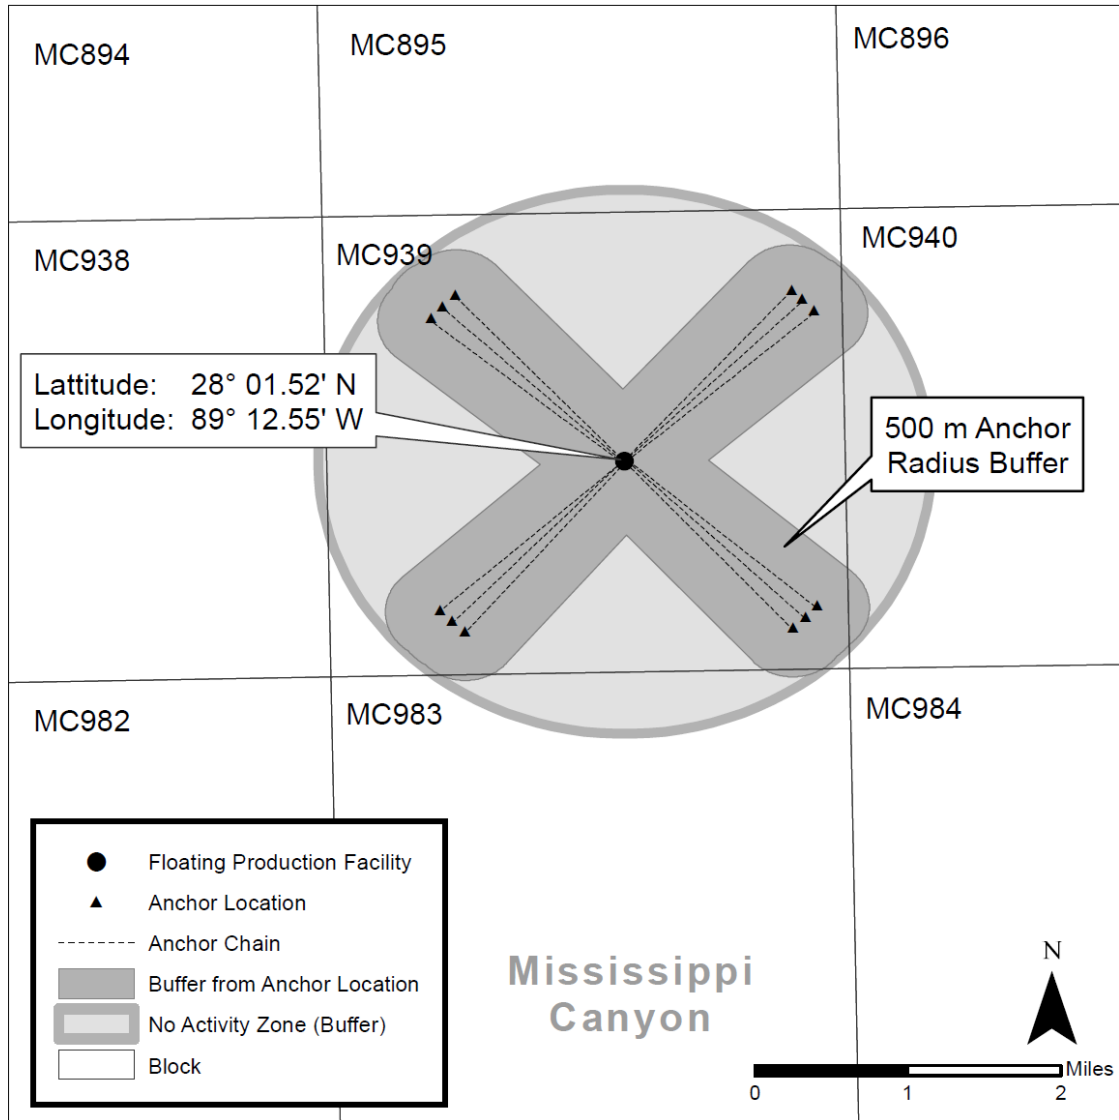 MC894
MC895
MC896
MC938
MC939
MC940
Lattitude: 28° 01.52' N
Longitude: 89° 12.55' W
500 m Anchor
Radius Buffer
MC982
MC983
MC984
Floating Production Facility
Anchor Location
Anchor Chain
Buffer from Anchor Location
No Activity Zone (Buffer)
Block
Mississippi
Canyon
N
Miles
0 1 2